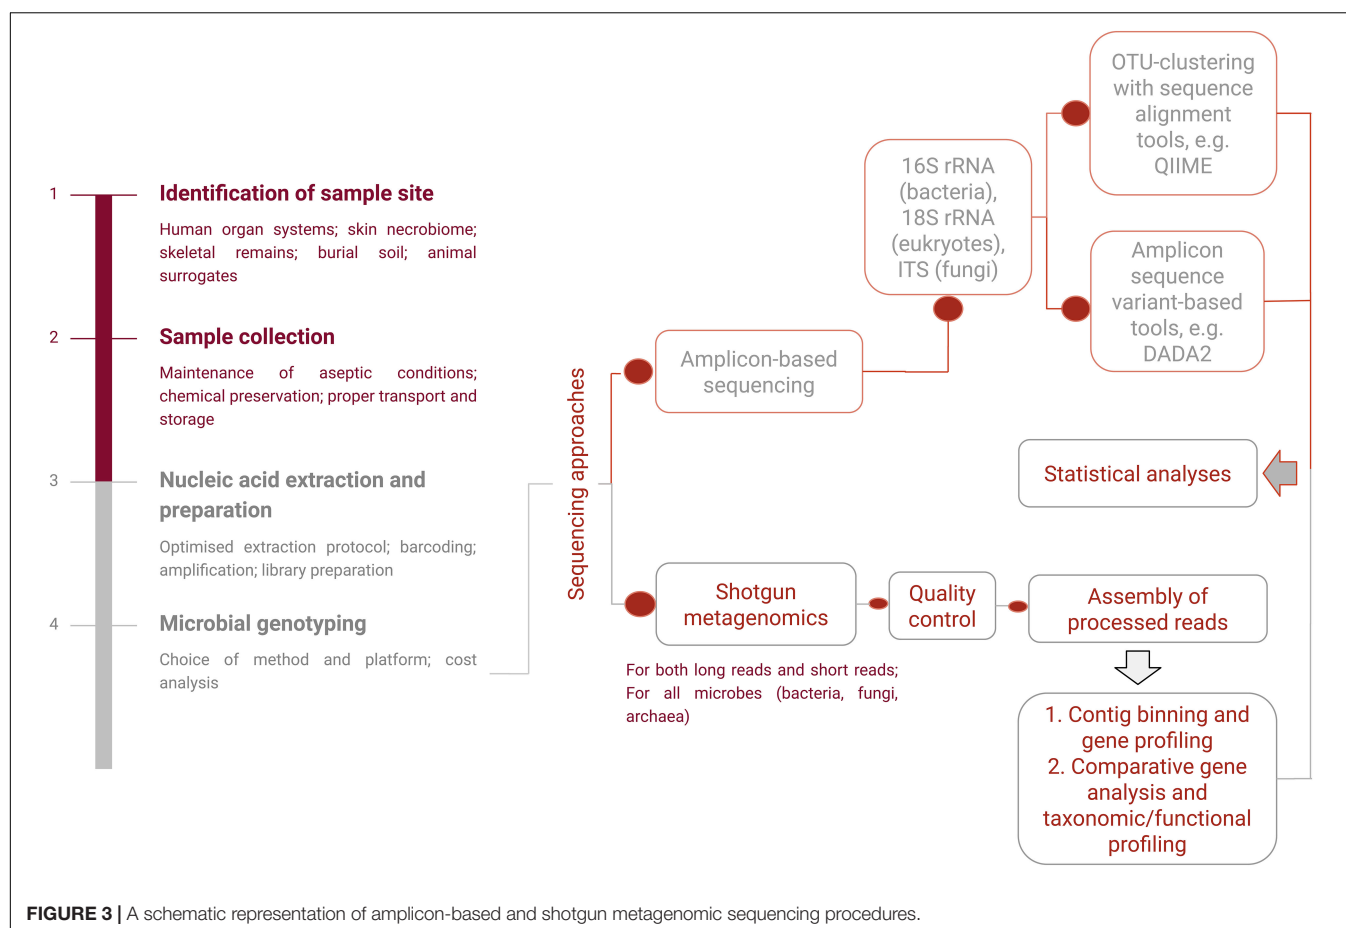 1
Identification of sample site
Human organ systems; skin necrobiome;
skeletal remains; burial soil; animal
surrogates
2
Sample collection
Maintenance of aseptic conditions;
chemical preservation; proper transport and
storage
3
Nucleic acid extraction and
preparation
Optimised extraction protocol; barcoding;
amplification; library preparation
4
Microbial genotyping
Choice of method and platform; cost
analysis
Sequencing approaches
Amplicon-based
sequencing
16S rRNA
(bacteria),
18S rRNA
(eukryotes),
ITS (fungi)
OTU-clustering
with sequence
alignment
tools, e.g.
QIIME
Amplicon
sequence
variant-based
tools, e.g.
DADA2
Statistical analyses
Shotgun
metagenomics
For both long reads and short reads;
For all microbes (bacteria, fungi,
archaea)
Quality
control
Assembly of
processed reads
1. Contig binning and
gene profiling
2. Comparative gene
analysis and
taxonomic/functional
profiling
FIGURE 3 | A schematic representation of amplicon-based and shotgun metagenomic sequencing procedures.